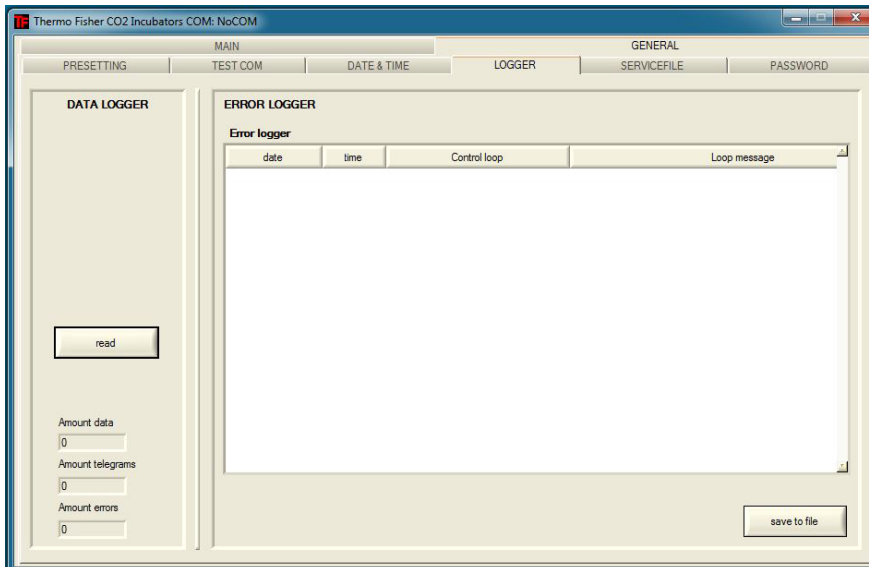 TF Thermo Fisher CO2 Incubators COM: NoCOM
MAIN GENERAL
PRESETTING TEST COM DATE & TIME LOGGER SERVICEFILE PASSWORD
DATA LOGGER
read
Amount data
0
Amount telegrams
0
Amount errors
0
ERROR LOGGER
Error logger
date time Control loop Loop message
save to file